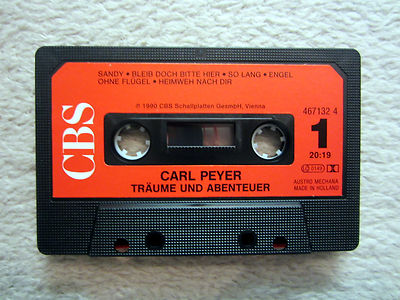 SANDY • BLEIB DOCH BITTE HIER • SO LANG • ENGEL
OHNE FLÜGEL • HEIMWEH NACH DIR
℗ 1990 CBS Schallplatten GesmbH, Vienna
CBS
467132 4
1
20:19
0149
CARL PEYER
TRÄUME UND ABENTEUER
AUSTRO MECHANA
MADE IN HOLLAND